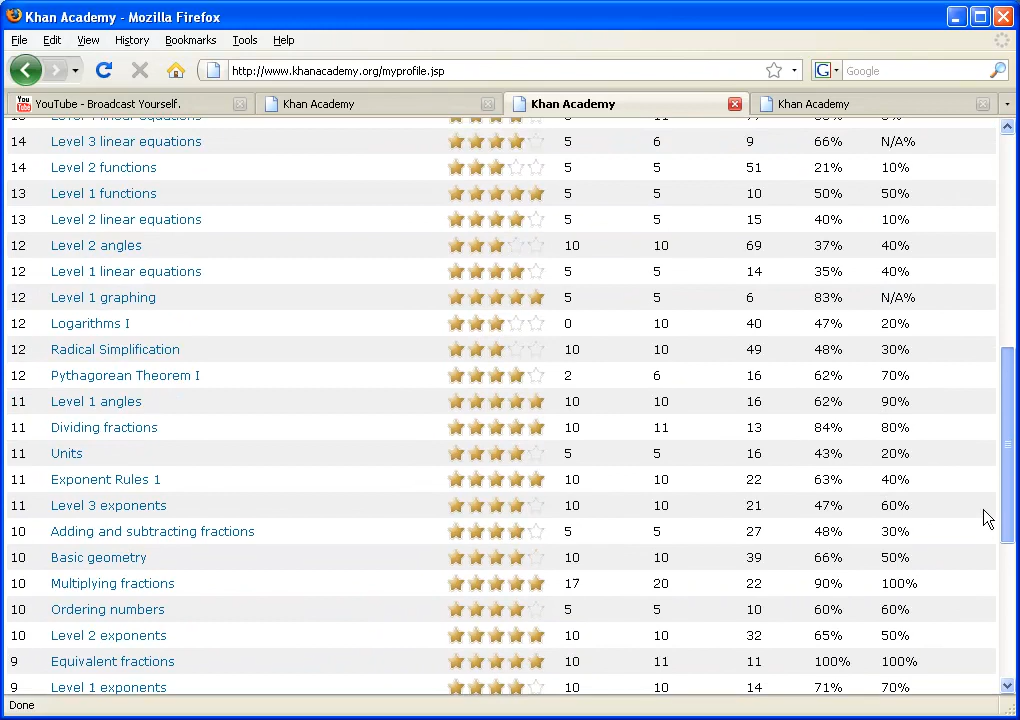 Khan Academy - Mozilla Firefox
File Edit View History Bookmarks Tools Help
http://www.khanacademy.org/myprofile.jsp G Google
You Tube YouTube - Broadcast Yourself. Khan Academy Khan Academy Khan Academy
14 Level 3 linear equations 5 6 9 66% N/A%
14 Level 2 functions 5 5 51 21% 10%
13 Level 1 functions 5 5 10 50% 50%
13 Level 2 linear equations 5 5 15 40% 10%
12 Level 2 angles 10 10 69 37% 40%
12 Level 1 linear equations 5 5 14 35% 40%
12 Level 1 graphing 5 5 6 83% N/A%
12 Logarithms I 0 10 40 47% 20%
12 Radical Simplification 10 10 49 48% 30%
12 Pythagorean Theorem I 2 6 16 62% 70%
11 Level 1 angles 10 10 16 62% 90%
11 Dividing fractions 10 11 13 84% 80%
11 Units 5 5 16 43% 20%
11 Exponent Rules 1 10 10 22 63% 40%
11 Level 3 exponents 10 10 21 47% 60%
10 Adding and subtracting fractions 5 5 27 48% 30%
10 Basic geometry 10 10 39 66% 50%
10 Multiplying fractions 17 20 22 90% 100%
10 Ordering numbers 5 5 10 60% 60%
10 Level 2 exponents 10 10 32 65% 50%
9 Equivalent fractions 10 11 11 100% 100%
9 Level 1 exponents 10 10 14 71% 70%
Done